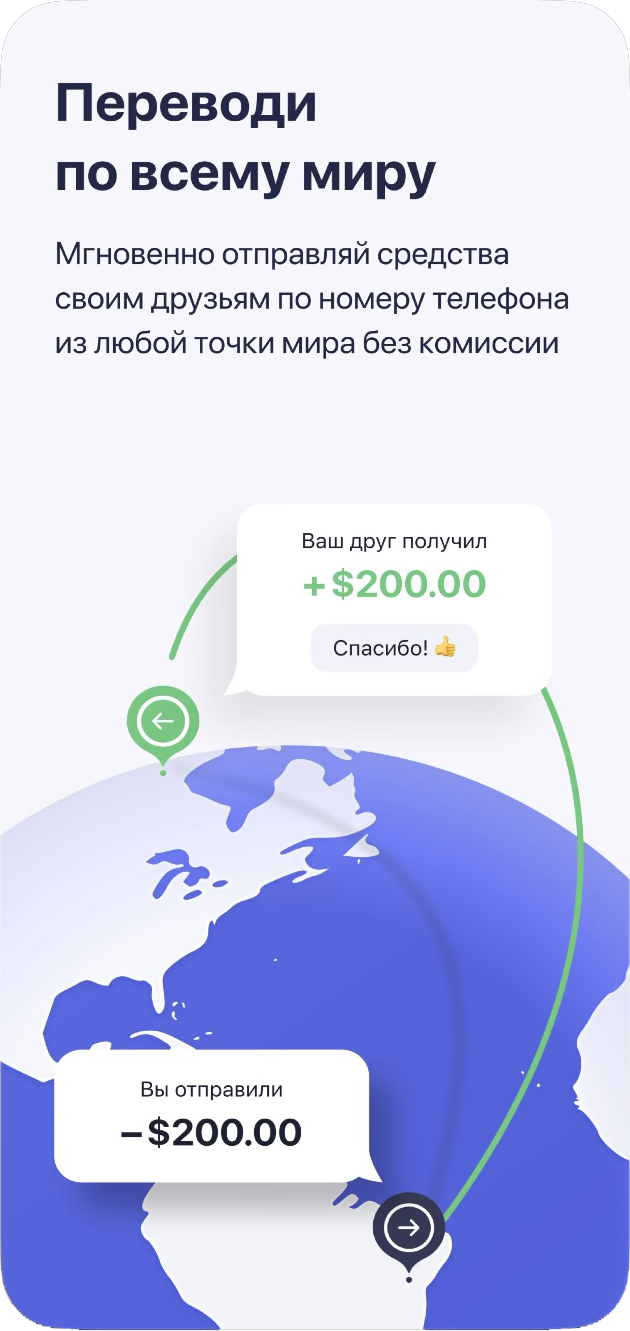 Переводи
по всему миру
Мгновенно отправляй средства
своим друзьям по номеру телефона
из любой точки мира без комиссии
Ваш друг получил
+$200.00
Спасибо! 👍
Вы отправили
–$200.00